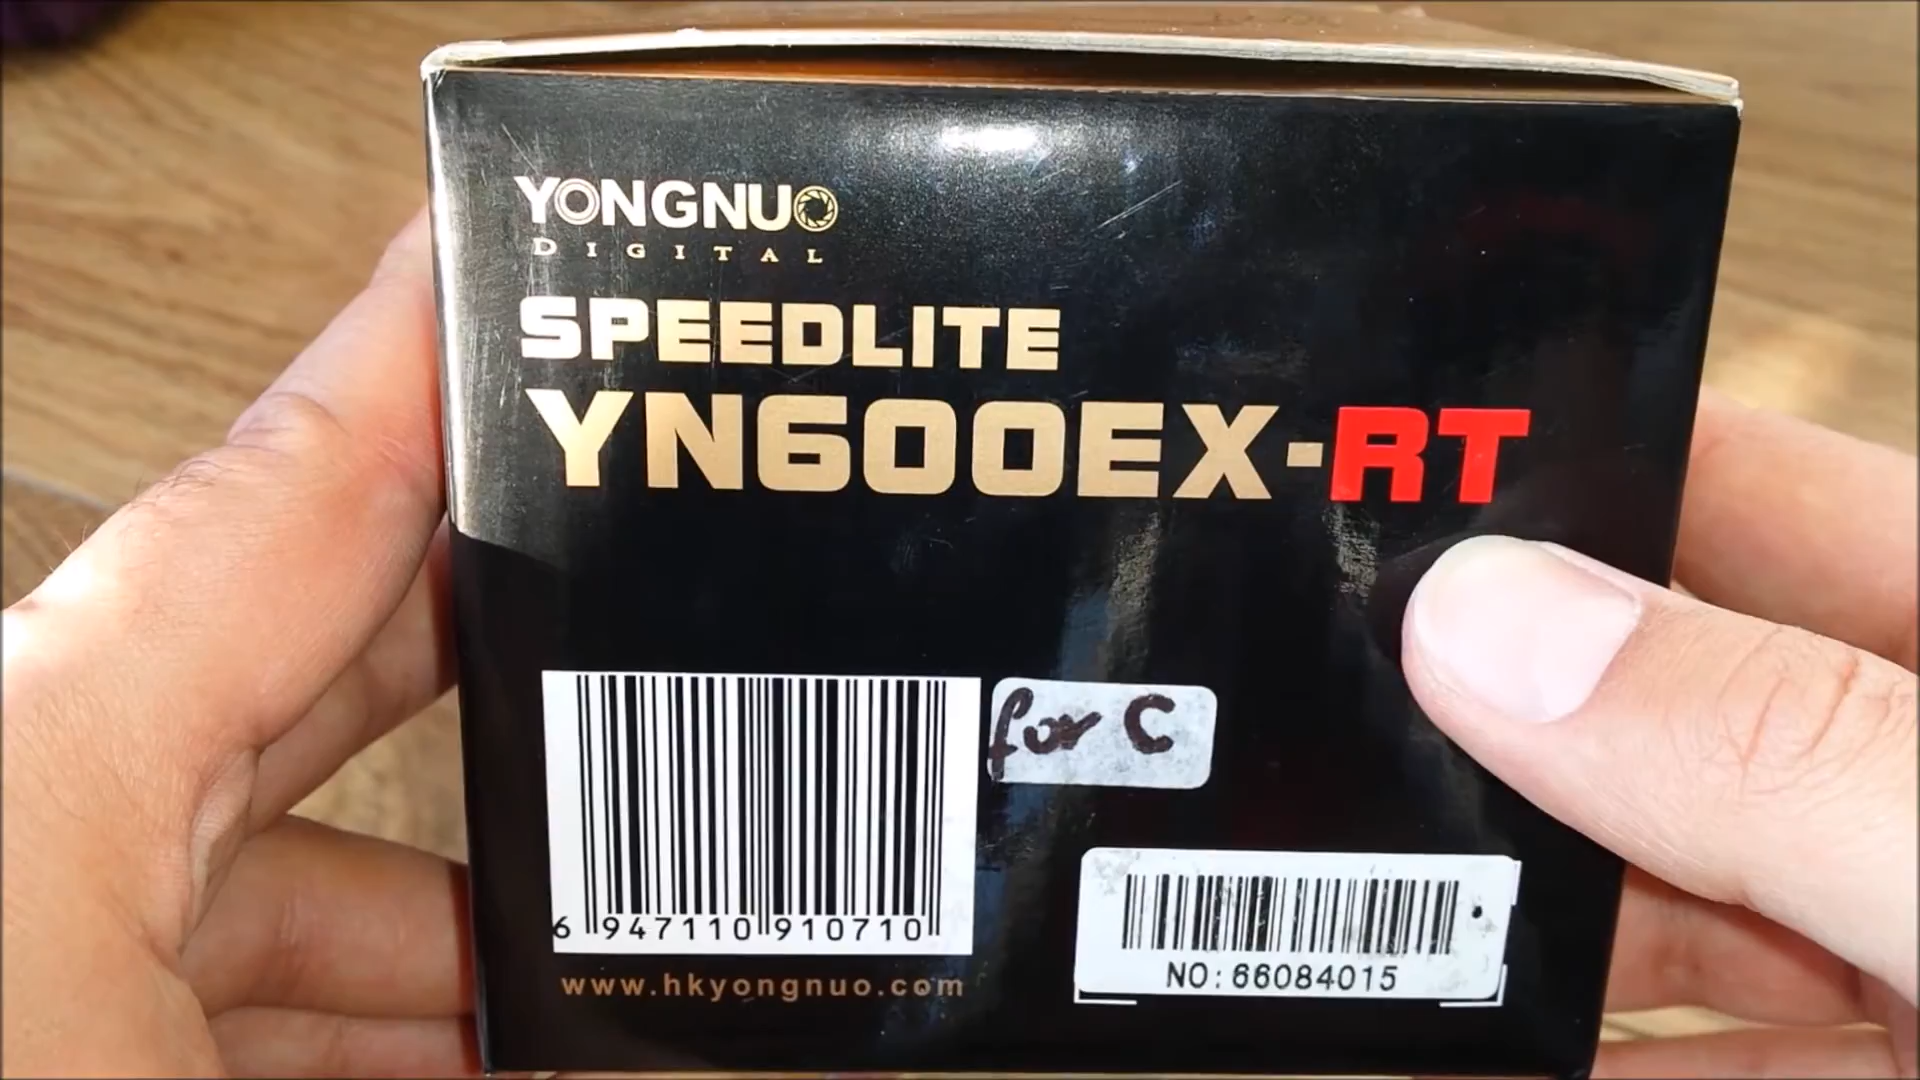 YONGNUO
DIGITAL
SPEEDLITE
YN600EX-RT
for C
6 947110 910710
www.hkyongnuo.com
NO:66084015